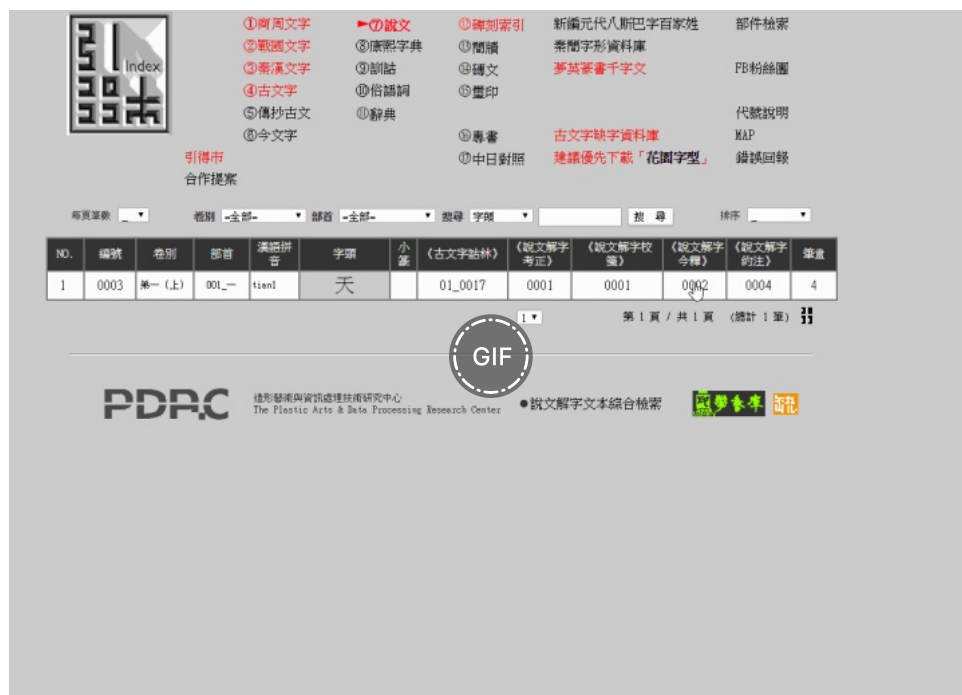 引得市 Index
①商周文字 ►⑦說文 ⑫碑刻索引 新編元代八斯巴字百家姓 部件檢索
②戰國文字 ⑧康熙字典 ⑬簡牘 秦簡字形資料庫
③秦漢文字 ⑨訓詁 ⑭磚文 夢英篆書千字文 FB粉絲團
④古文字 ⑩俗語詞 ⑮璽印
⑤傳抄古文 ⑪辭典 代號說明
⑥今文字 ⑯專書 古文字缺字資料庫 MAP
引得市 ⑰中日對照 建議優先下載「花園字型」 錯誤回報
合作提案
每頁筆數 _ 卷別 -全部- 部首 -全部- 搜尋 字頭 搜 尋 排序 _
NO. 編號 卷別 部首 漢語拼音 字頭 小篆 《古文字詁林》 《說文解字考正》 《說文解字校箋》 《說文解字今釋》 《說文解字約注》 筆畫
1 0003 第一（上） 001_一 tian1 天 01_0017 0001 0001 0002 0004 4
1 第 1 頁 / 共 1 頁 (總計 1 筆)
GIF
PDRC 造形藝術與資訊處理技術研究中心
The Plastic Arts & Data Processing Research Center ●說文解字文本綜合檢索